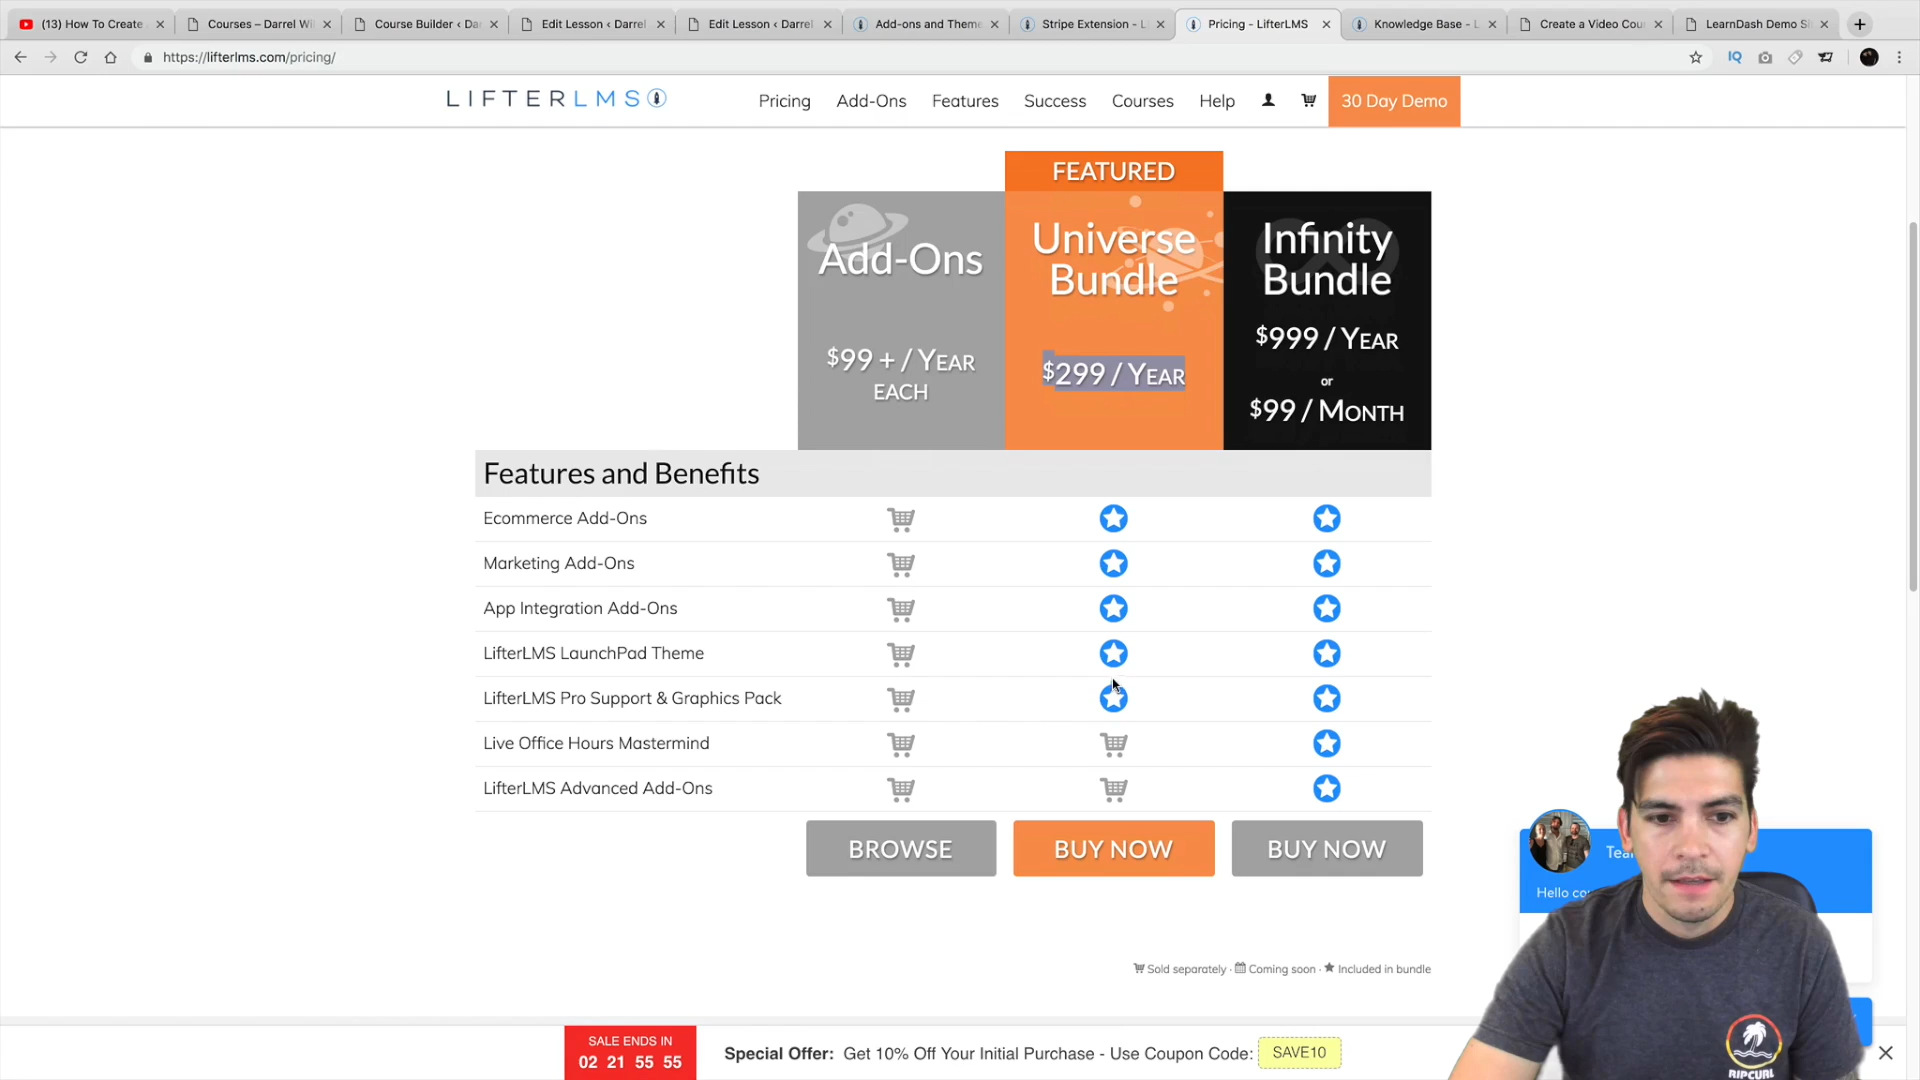 (13) How To Create
Courses – Darrel Wi
Course Builder ‹ Da
Edit Lesson ‹ Darrel
Edit Lesson ‹ Darrel
Add-ons and Theme
Stripe Extension - L
Pricing - LifterLMS
Knowledge Base - L
Create a Video Cou
LearnDash Demo Si
https://lifterlms.com/pricing/
IQ
LIFTERLMS
Pricing
Add-Ons
Features
Success
Courses
Help
30 Day Demo
FEATURED
Add-Ons
Universe
Bundle
Infinity
Bundle
$99 + / YEAR
EACH
$299 / YEAR
$999 / YEAR
or
$99 / MONTH
Features and Benefits
Ecommerce Add-Ons
Marketing Add-Ons
App Integration Add-Ons
LifterLMS LaunchPad Theme
LifterLMS Pro Support & Graphics Pack
Live Office Hours Mastermind
LifterLMS Advanced Add-Ons
BROWSE
BUY NOW
BUY NOW
Hello
Sold separately · Coming soon · Included in bundle
SALE ENDS IN
02 21 55 55
Special Offer: Get 10% Off Your Initial Purchase - Use Coupon Code: SAVE10
RIPCURL